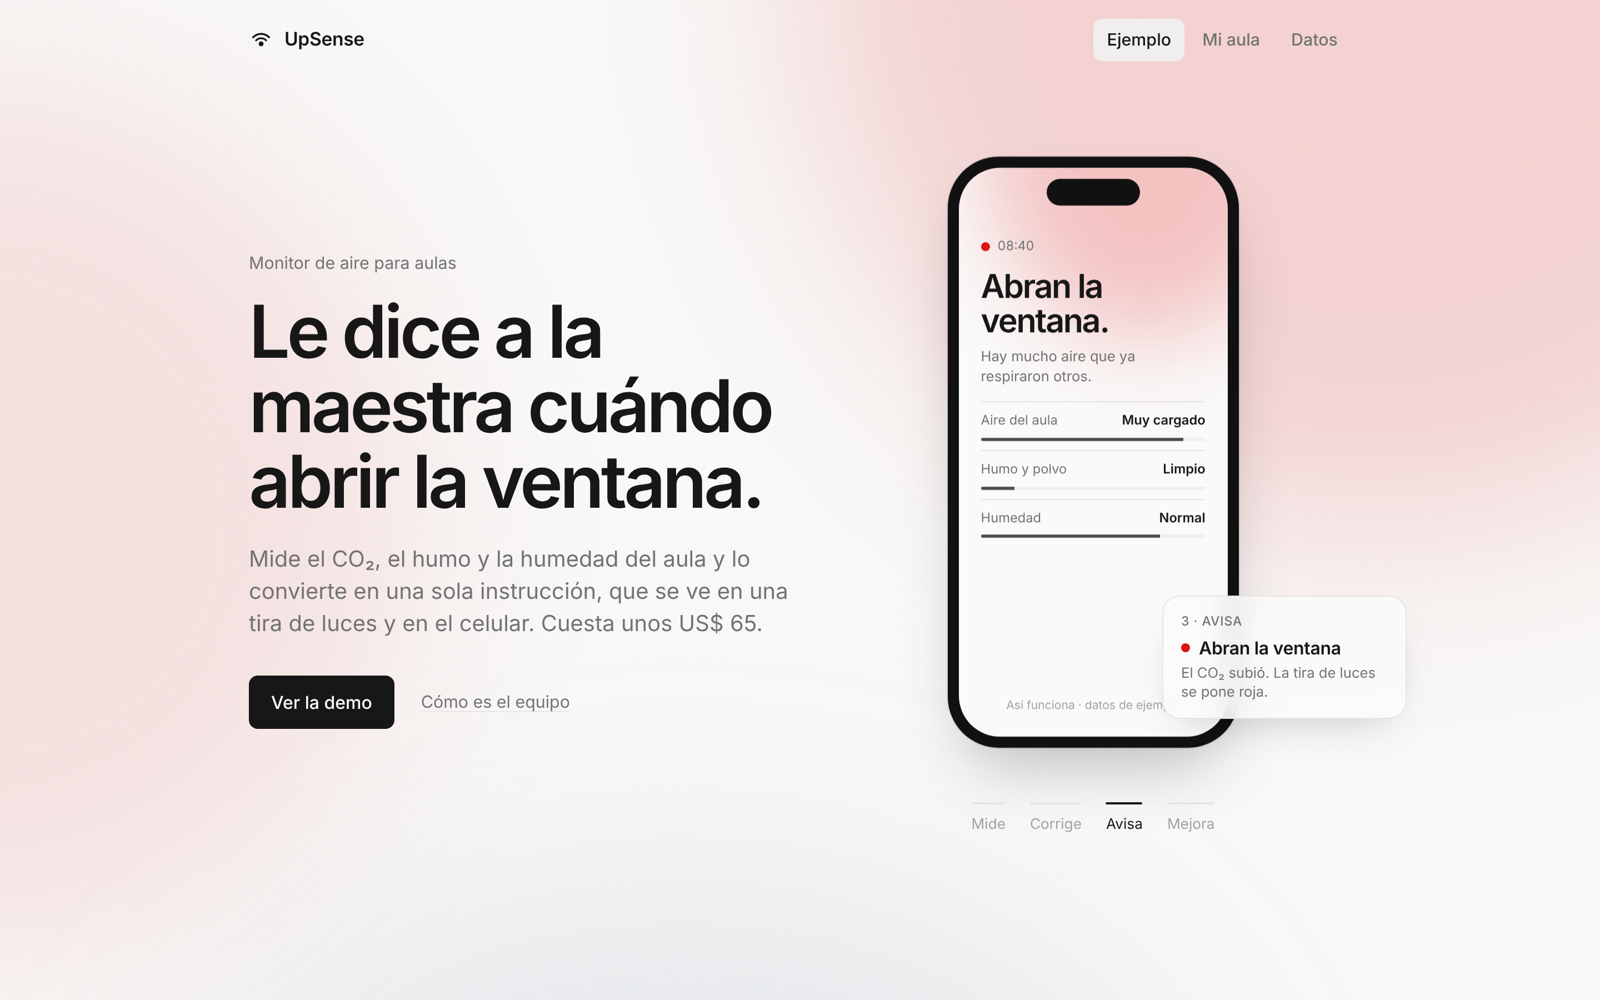 UpSense
Ejemplo
Mi aula
Datos
Monitor de aire para aulas
Le dice a la
maestra cuándo
abrir la ventana.
Mide el CO₂, el humo y la humedad del aula y lo
convierte en una sola instrucción, que se ve en una
tira de luces y en el celular. Cuesta unos US$ 65.
Ver la demo
Cómo es el equipo
08:40
Abran la
ventana.
Hay mucho aire que ya
respiraron otros.
Aire del aula Muy cargado
Humo y polvo Limpio
Humedad Normal
Así funciona · datos de
3 · AVISA
Abran la ventana
El CO₂ subió. La tira de luces
se pone roja.
Mide
Corrige
Avisa
Mejora